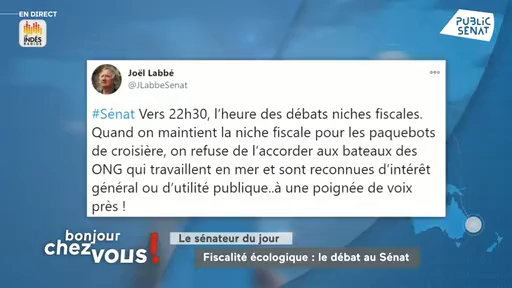 EN DIRECT
LES
INDÉS
RADIOS
PUBLIC
SÉNAT
Joël Labbé
@JLabbeSenat
#Sénat Vers 22h30, l'heure des débats niches fiscales.
Quand on maintient la niche fiscale pour les paquebots
de croisière, on refuse de l'accorder aux bateaux des
ONG qui travaillent en mer et sont reconnues d'intérêt
général ou d'utilité publique..à une poignée de voix
près !
bonjour
chez
vous!
Le sénateur du jour
Fiscalité écologique : le débat au Sénat